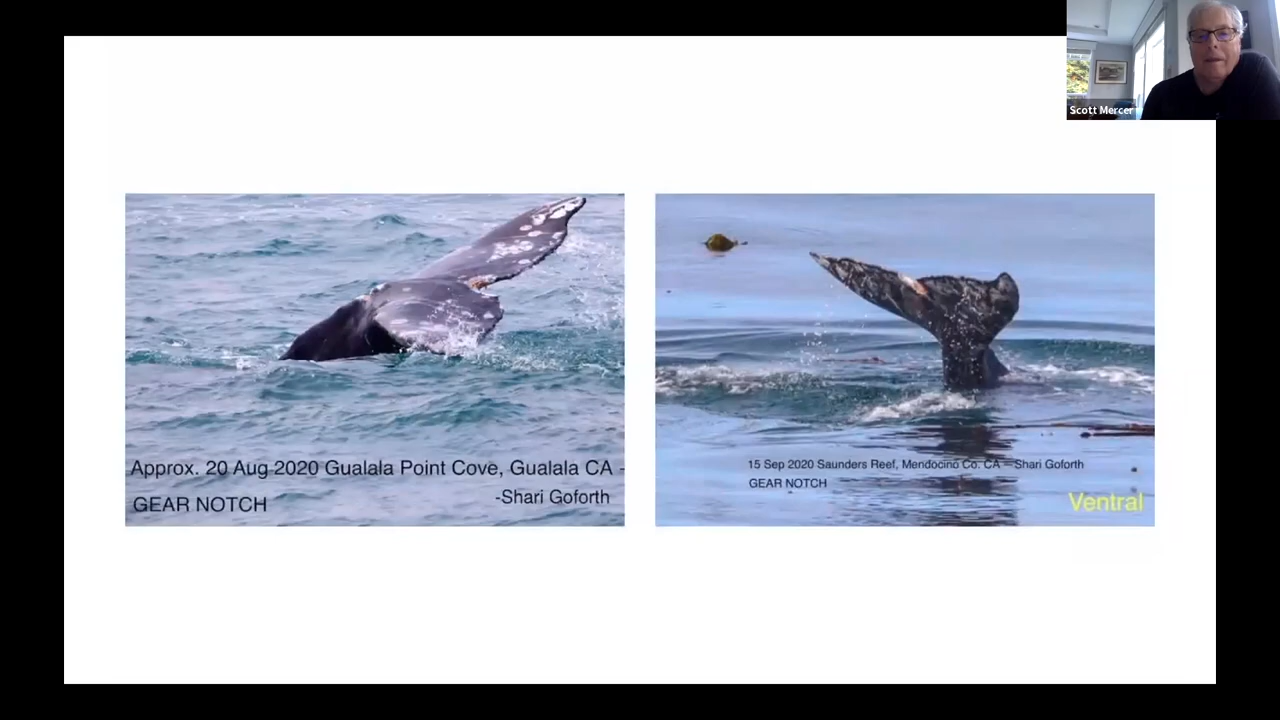 Scott Mercer
Approx. 20 Aug 2020 Gualala Point Cove, Gualala CA -
-Shari Goforth
GEAR NOTCH
15 Sep 2020 Saunders Reef, Mendocino Co. CA – Shari Goforth
GEAR NOTCH
Ventral